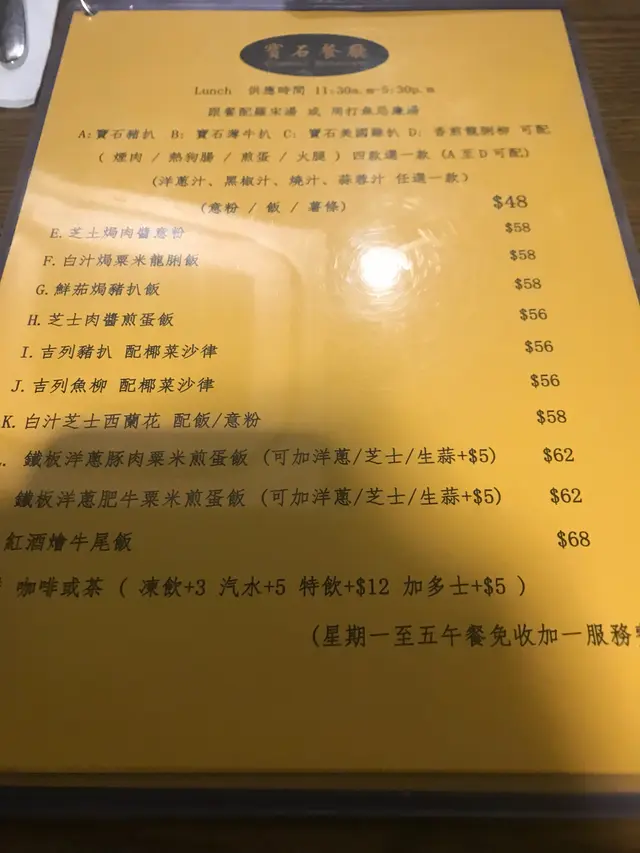 寶石餐廳
Lunch 供應時間 11:30a.m-5:30p.m
跟餐配羅宋湯 或 周打魚忌廉湯
A:寶石豬扒 B: 寶石薄牛扒 C: 寶石美國雞扒 D: 香煎龍脷柳 可配
( 煙肉 / 熱狗腸 / 煎蛋 / 火腿 ) 四款選一款 (A 至 D 可配)
(洋蔥汁、黑椒汁、燒汁、蒜蓉汁 任選一款)
(意粉 / 飯 / 薯條) $48
E.芝士焗肉醬意粉 $58
F.白汁焗粟米龍脷飯 $58
G.鮮茄焗豬扒飯 $58
H.芝士肉醬煎蛋飯 $56
I.吉列豬扒 配椰菜沙律 $56
J.吉列魚柳 配椰菜沙律 $56
K.白汁芝士西蘭花 配飯/意粉 $58
. 鐵板洋蔥豚肉粟米煎蛋飯 (可加洋蔥/芝士/生蒜+$5) $62
鐵板洋蔥肥牛粟米煎蛋飯 (可加洋蔥/芝士/生蒜+$5) $62
紅酒燴牛尾飯 $68
咖啡或茶 ( 凍飲+3 汽水+5 特飲+$12 加多士+$5 )
(星期一至五午餐免收加一服務